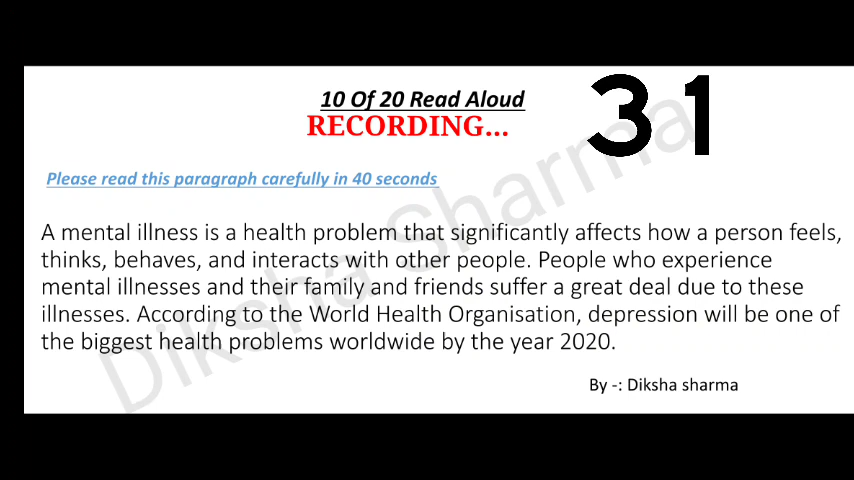 10 Of 20 Read Aloud
31
RECORDING...
Please read this paragraph carefully in 40 seconds
A mental illness is a health problem that significantly affects how a person feels,
thinks, behaves, and interacts with other people. People who experience
mental illnesses and their family and friends suffer a great deal due to these
illnesses. According to the World Health Organisation, depression will be one of
the biggest health problems worldwide by the year 2020.
By -: Diksha sharma
Diksha Sharma